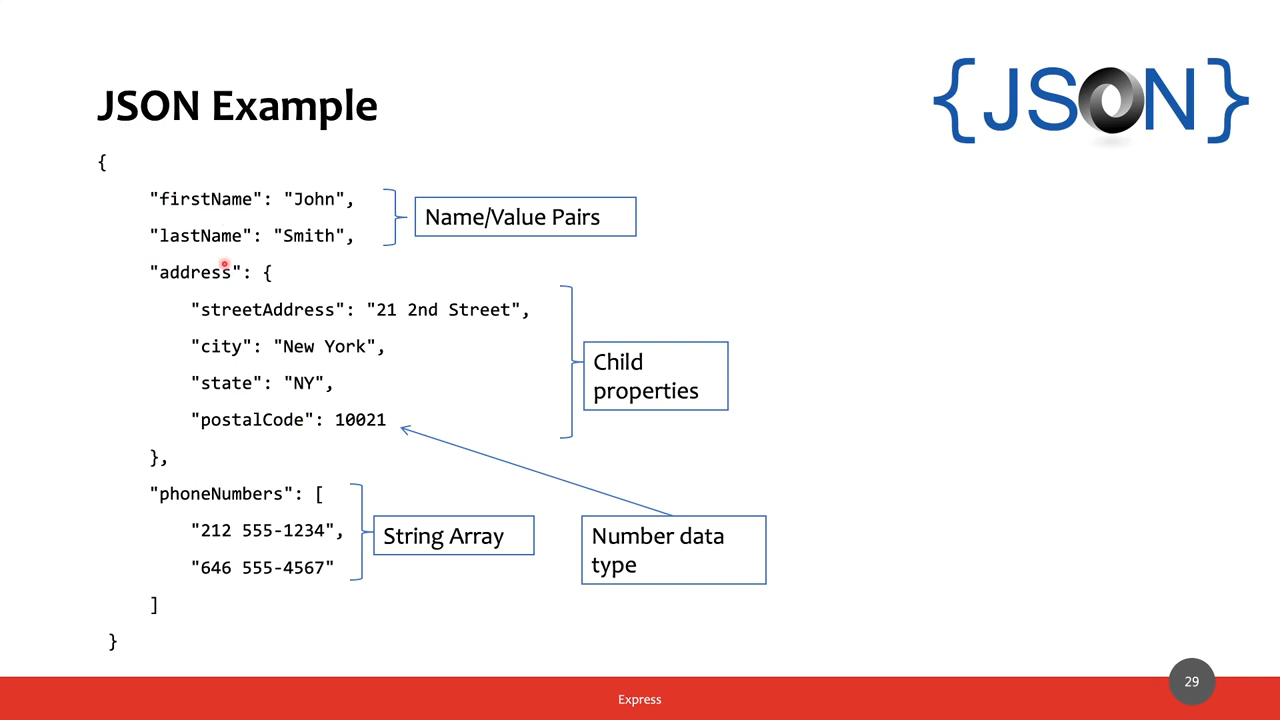 {JSON}
JSON Example
{
"firstName": "John",
"lastName": "Smith",
Name/Value Pairs
"address": {
"streetAddress": "21 2nd Street",
"city": "New York",
"state": "NY",
"postalCode": 10021
Child
properties
},
"phoneNumbers": [
"212 555-1234",
"646 555-4567"
String Array
Number data
type
]
}
Express
29